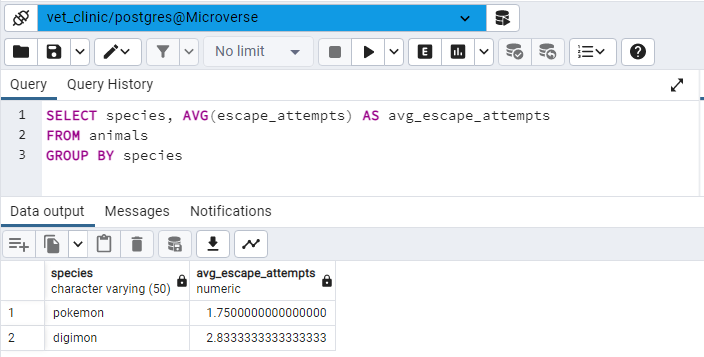 vet_clinic/postgres@Microverse
No limit
E
Query Query History
1 SELECT species, AVG(escape_attempts) AS avg_escape_attempts
2 FROM animals
3 GROUP BY species
Data output Messages Notifications
species avg_escape_attempts
character varying (50) numeric
1 pokemon 1.7500000000000000
2 digimon 2.8333333333333333